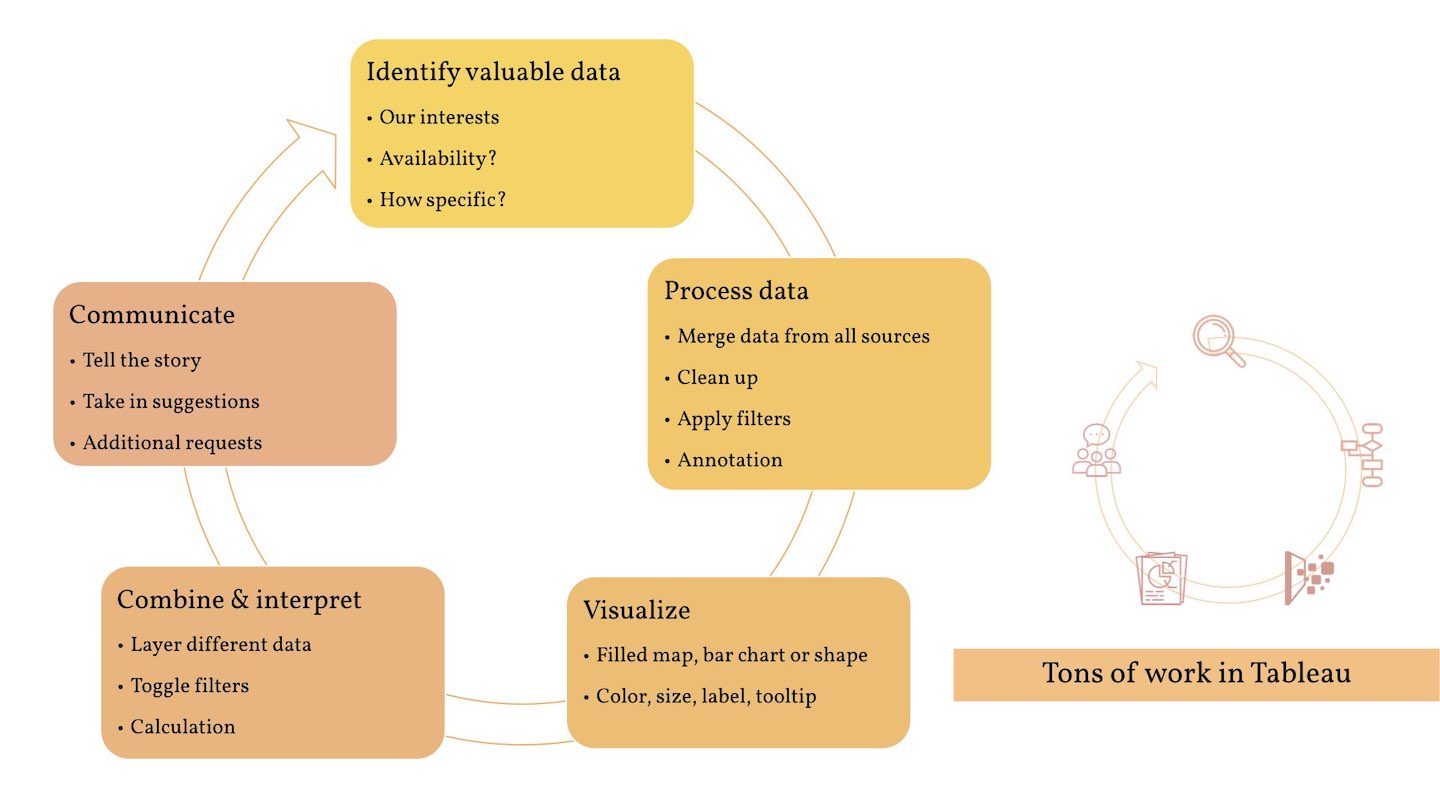 Identify valuable data
• Our interests
• Availability?
• How specific?
Process data
• Merge data from all sources
• Clean up
• Apply filters
• Annotation
Visualize
• Filled map, bar chart or shape
• Color, size, label, tooltip
Combine & interpret
• Layer different data
• Toggle filters
• Calculation
Communicate
• Tell the story
• Take in suggestions
• Additional requests
Tons of work in Tableau